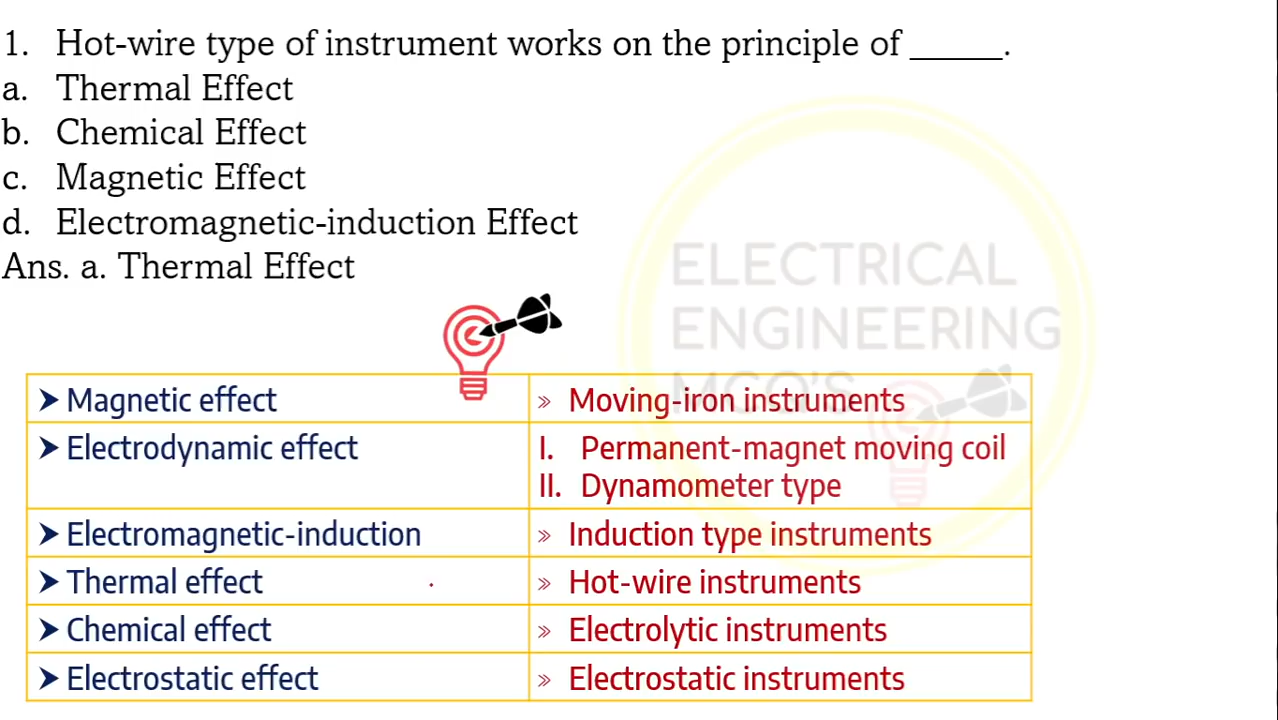 1. Hot-wire type of instrument works on the principle of _____.
a. Thermal Effect
b. Chemical Effect
c. Magnetic Effect
d. Electromagnetic-induction Effect
Ans. a. Thermal Effect
ELECTRICAL
ENGINEERING
MCQ'S
➤ Magnetic effect » Moving-iron instruments
➤ Electrodynamic effect I. Permanent-magnet moving coil
II. Dynamometer type
➤ Electromagnetic-induction » Induction type instruments
➤ Thermal effect » Hot-wire instruments
➤ Chemical effect » Electrolytic instruments
➤ Electrostatic effect » Electrostatic instruments